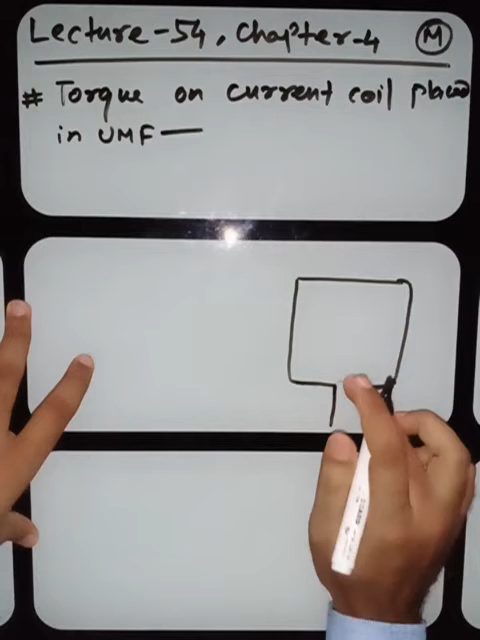 Lecture-54, Chapter-4 M
# Torque on current coil placed
in UMF —